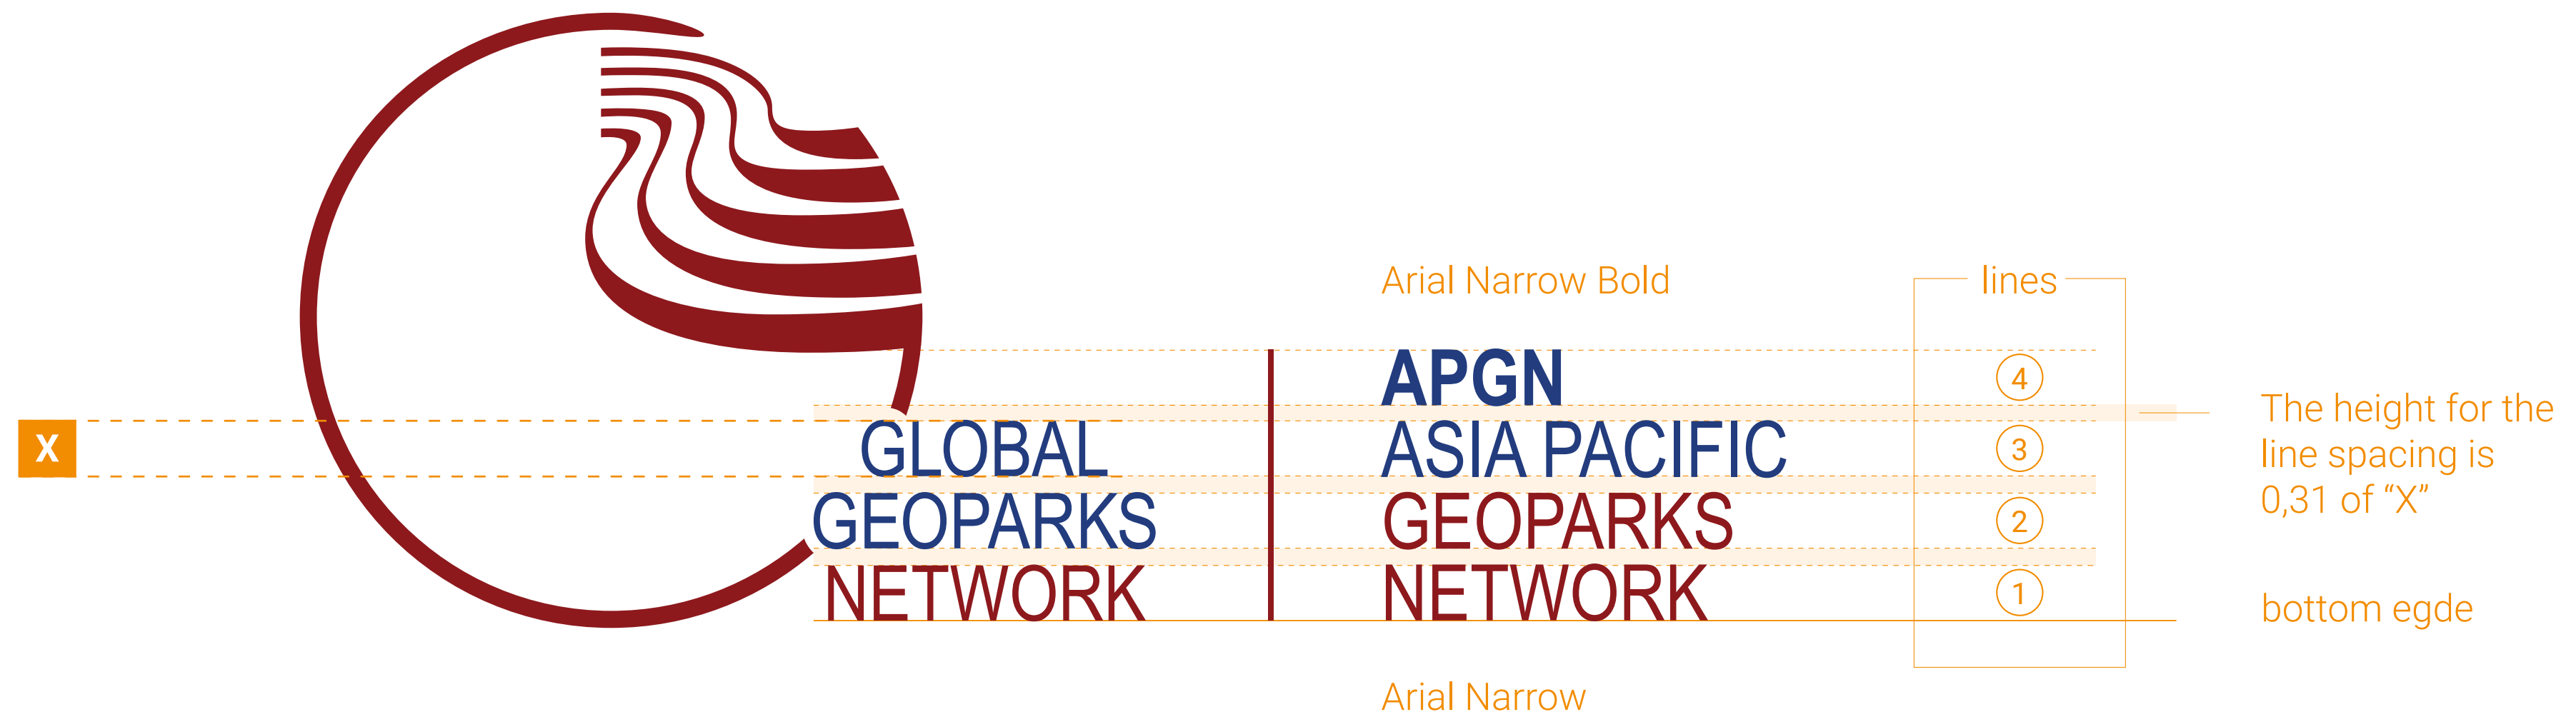 Arial Narrow Bold
lines
APGN
4
X
GLOBAL
ASIA PACIFIC
3
The height for the
line spacing is
0,31 of “X”
GEOPARKS
GEOPARKS
2
NETWORK
NETWORK
1
bottom egde
Arial Narrow